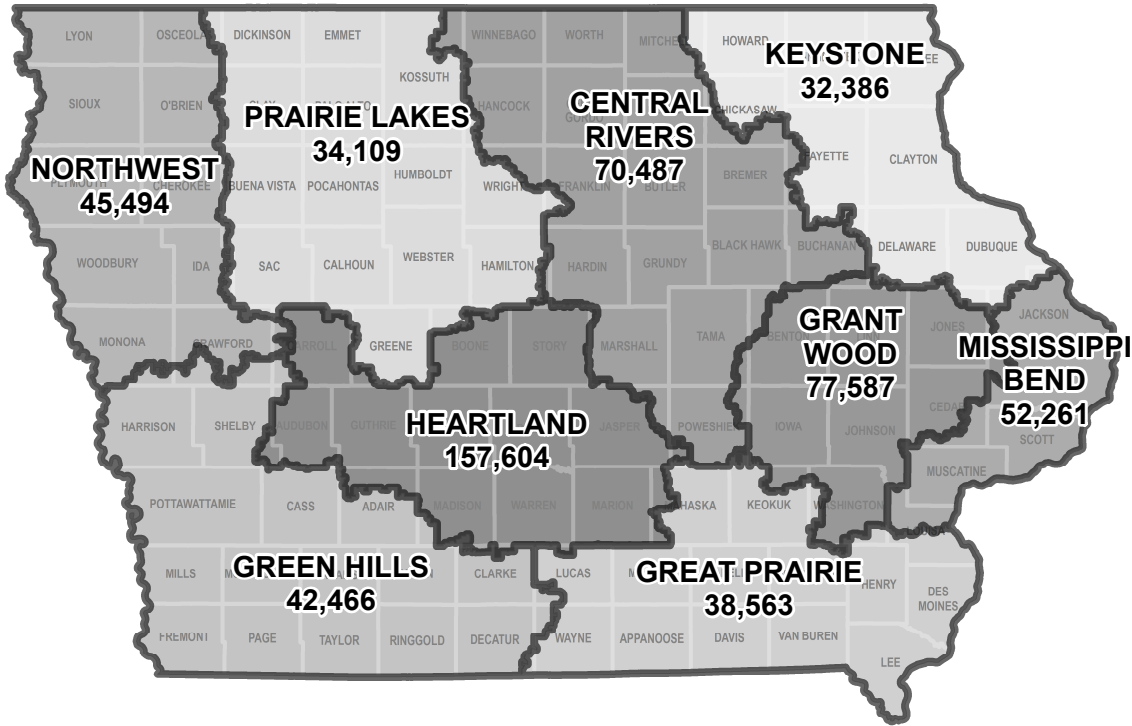 LYON
OSCEOLA
DICKINSON
EMMET
WINNEBAGO
WORTH
MITCHELL
HOWARD
KEYSTONE
32,386
KOSSUTH
SIOUX
O'BRIEN
HANCOCK
CHICKASAW
PRAIRIE LAKES
34,109
CENTRAL
RIVERS
70,487
NORTHWEST
45,494
PLYMOUTH
CHEROKEE
BUENA VISTA
POCAHONTAS
HUMBOLDT
WRIGHT
FRANKLIN
BUTLER
BREMER
FAYETTE
CLAYTON
WOODBURY
IDA
SAC
CALHOUN
WEBSTER
HAMILTON
HARDIN
GRUNDY
BLACK HAWK
BUCHANAN
DELAWARE
DUBUQUE
MONONA
CRAWFORD
CARROLL
GREENE
BOONE
STORY
MARSHALL
TAMA
BENTON
GRANT
WOOD
77,587
JONES
JACKSON
MISSISSIPPI
BEND
52,261
HARRISON
SHELBY
AUDUBON
GUTHRIE
HEARTLAND
157,604
JASPER
POWESHIEK
IOWA
JOHNSON
CEDAR
SCOTT
MUSCATINE
POTTAWATTAMIE
CASS
ADAIR
MADISON
WARREN
MARION
MAHASKA
KEOKUK
WASHINGTON
LOUISA
MILLS
GREEN HILLS
42,466
CLARKE
LUCAS
GREAT PRAIRIE
38,563
HENRY
DES
MOINES
FREMONT
PAGE
TAYLOR
RINGGOLD
DECATUR
WAYNE
APPANOOSE
DAVIS
VAN BUREN
LEE